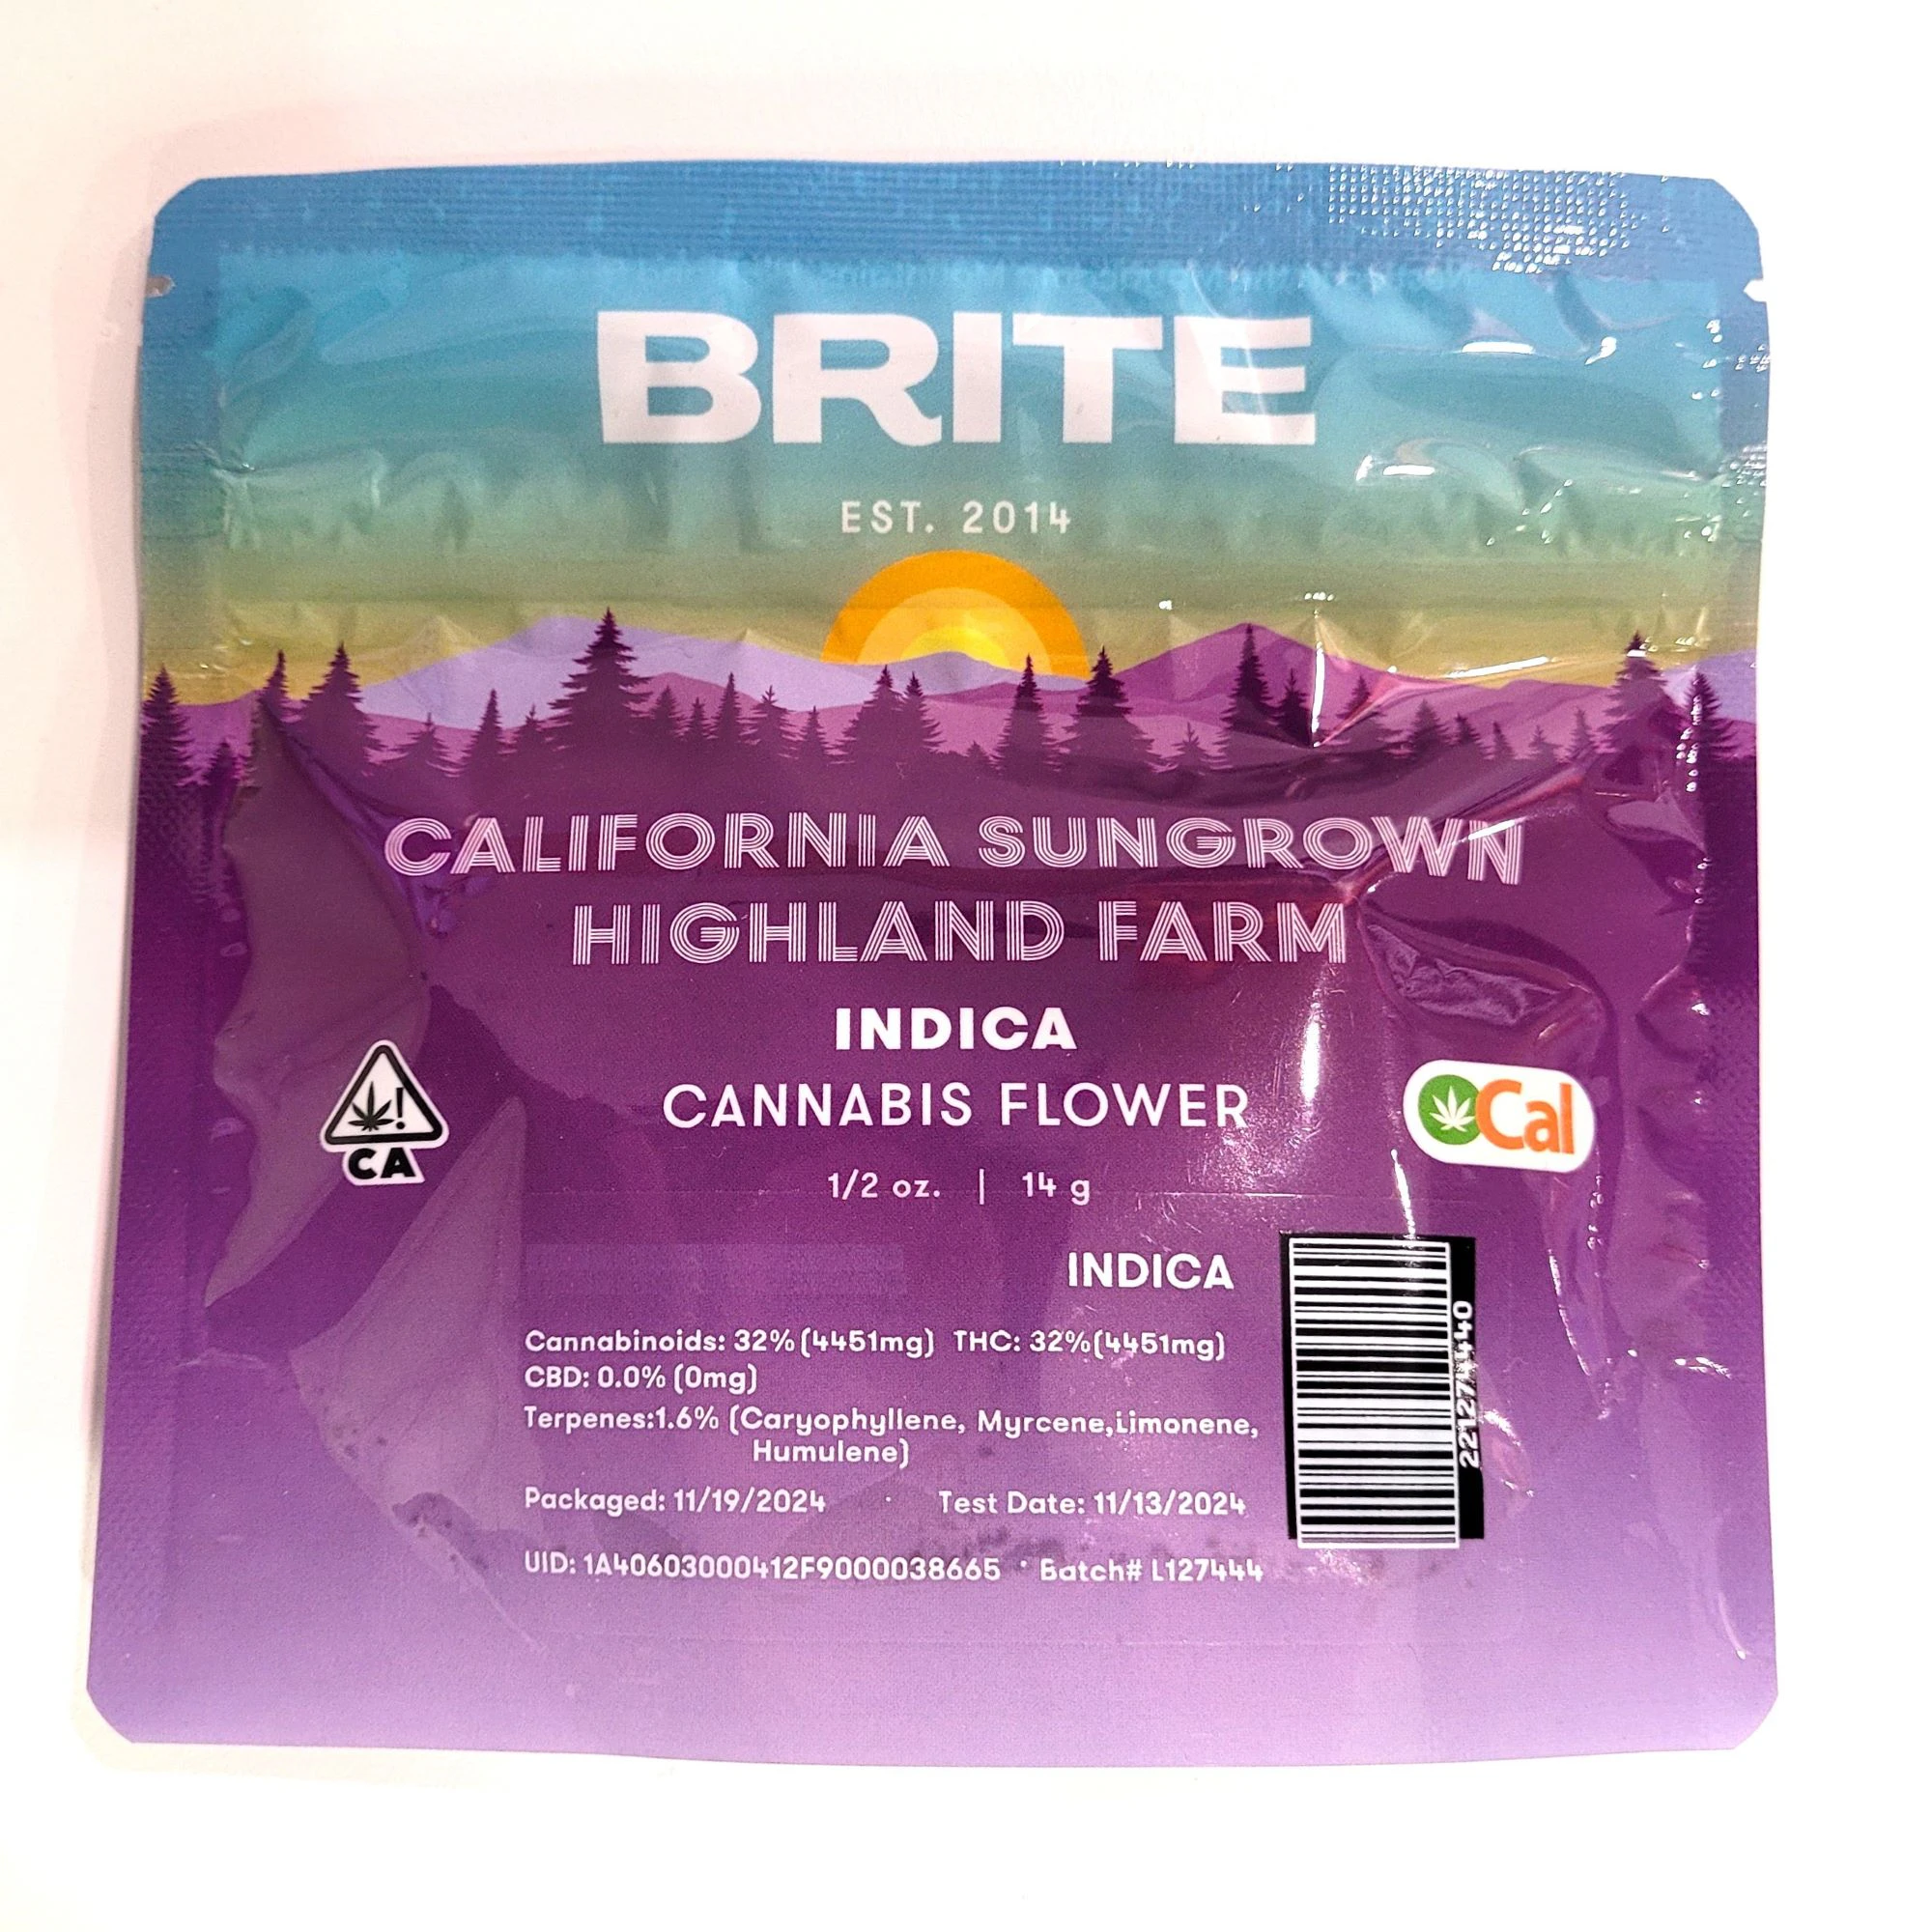 BRITE
EST. 2014
CALIFORNIA SUNGROWN
HIGHLAND FARM
INDICA
CANNABIS FLOWER
1/2 oz. | 14 g
!
CA
OCal
INDICA
Cannabinoids: 32% (4451mg) THC: 32%(4451mg)
CBD: 0.0% (0mg)
Terpenes:1.6% (Caryophyllene, Myrcene,Limonene,
Humulene)
Packaged: 11/19/2024 · Test Date: 11/13/2024
UID: 1A40603000412F9000038665 · Batch# L127444
2212744440